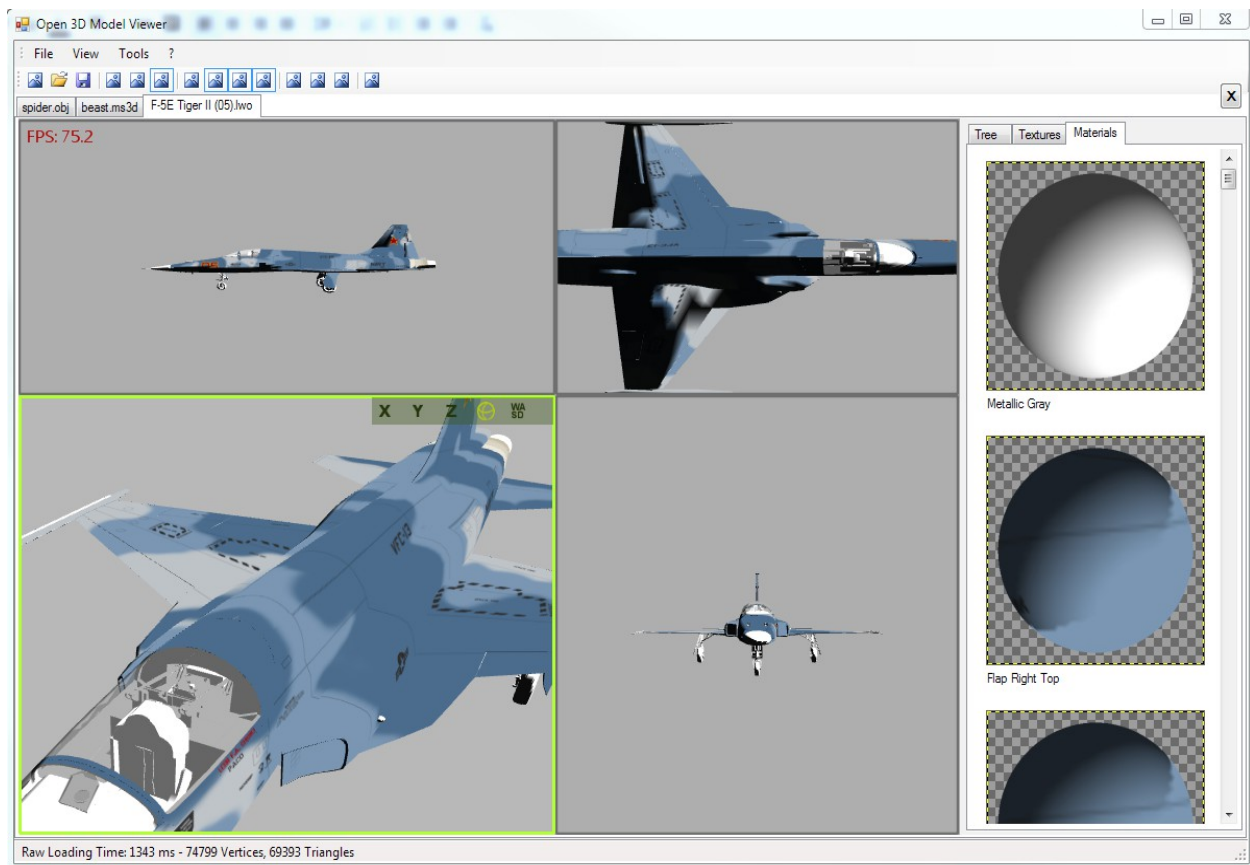 Open 3D Model Viewer
File View Tools ?
spider.obj beast.ms3d F-5E Tiger II (05).lwo
X
FPS: 75.2
Tree Textures Materials
Metallic Gray
X Y Z WA SD
VFC-13
Flap Right Top
Raw Loading Time: 1343 ms - 74799 Vertices, 69393 Triangles